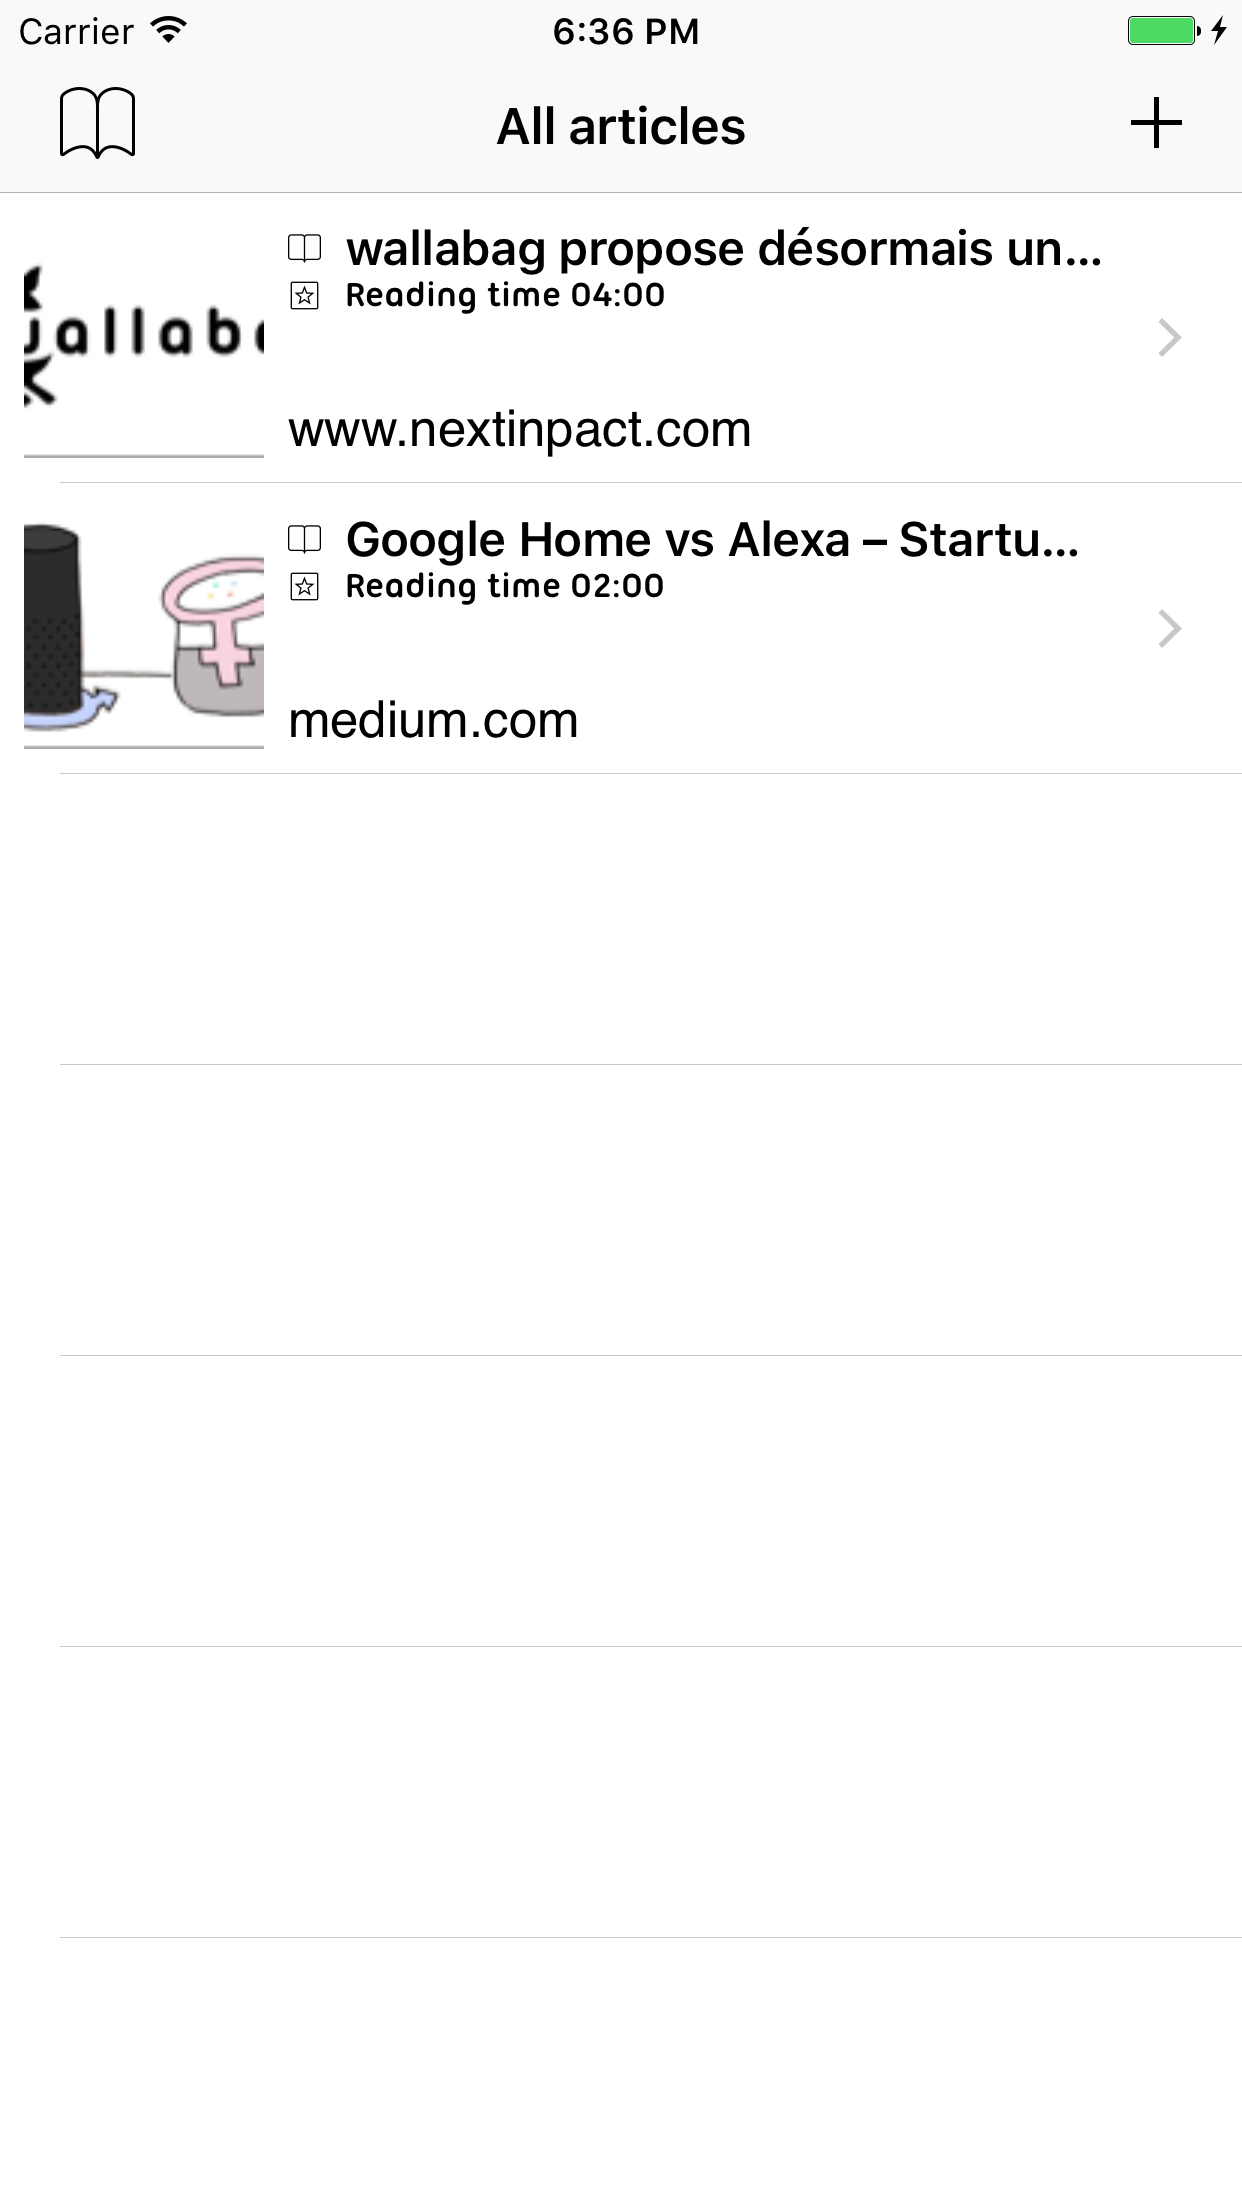 Carrier 6:36 PM
All articles
wallabag propose désormais un...
Reading time 04:00
wallaba
www.nextinpact.com
Google Home vs Alexa – Startu...
Reading time 02:00
medium.com